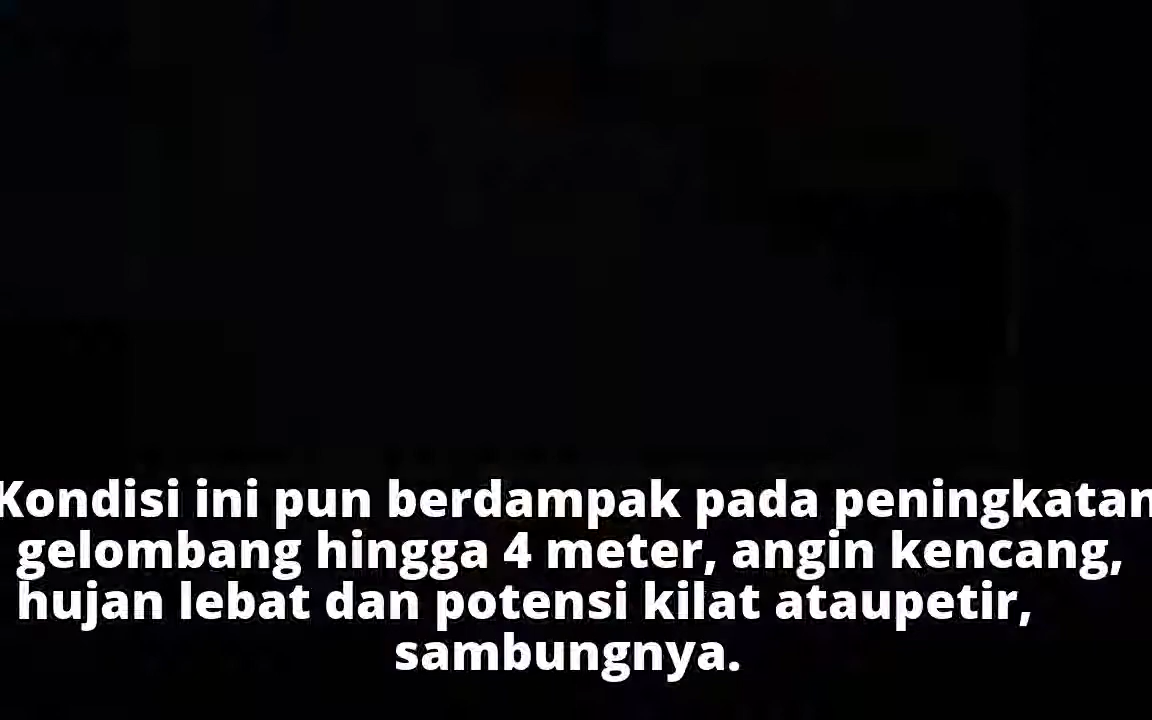 Kondisi ini pun berdampak pada peningkatan
gelombang hingga 4 meter, angin kencang,
hujan lebat dan potensi kilat ataupetir,
sambungnya.